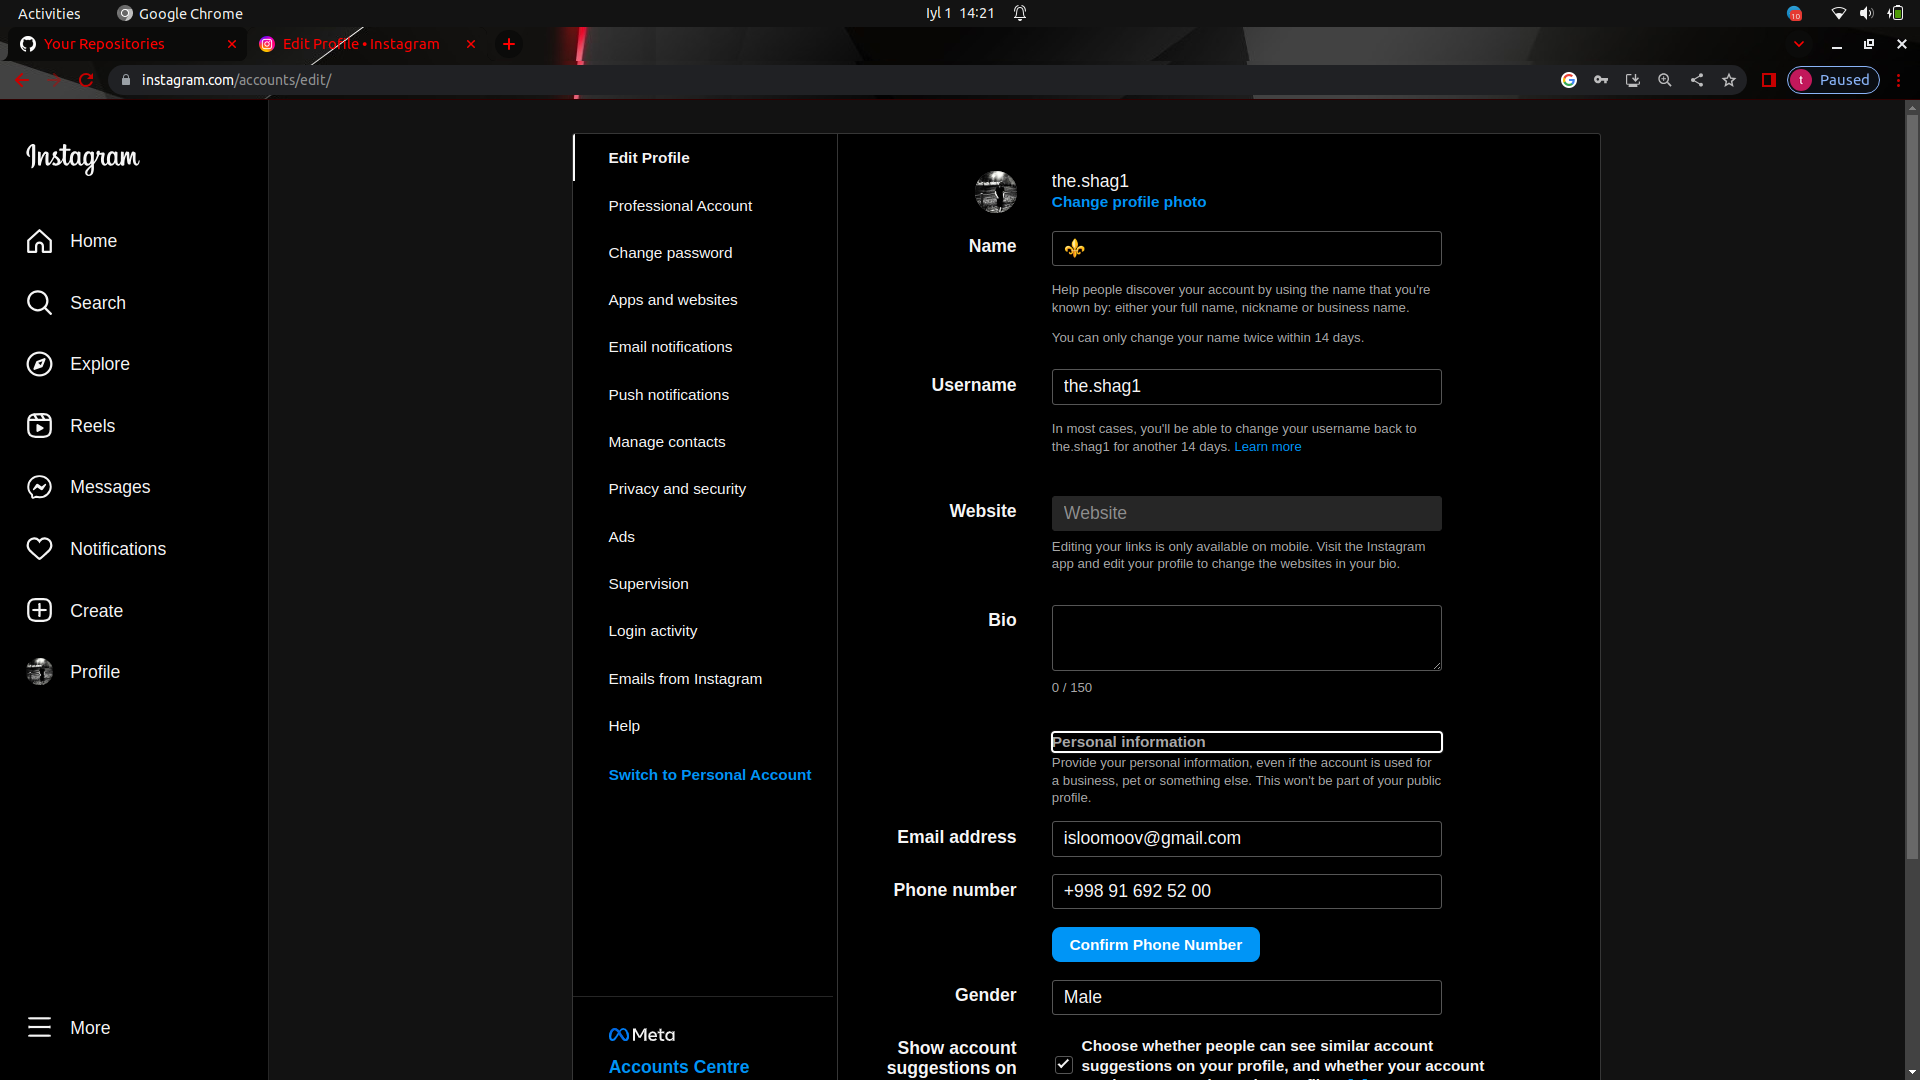 Activities
Google Chrome
Iyl 1 14:21
10
Your Repositories
Edit Profile • Instagram
instagram.com/accounts/edit/
t
Paused
Instagram
Home
Search
Explore
Reels
Messages
Notifications
Create
Profile
More
Edit Profile
Professional Account
Change password
Apps and websites
Email notifications
Push notifications
Manage contacts
Privacy and security
Ads
Supervision
Login activity
Emails from Instagram
Help
Switch to Personal Account
Meta
Accounts Centre
the.shag1
Change profile photo
Name
⚜
Help people discover your account by using the name that you're
known by: either your full name, nickname or business name.
You can only change your name twice within 14 days.
Username
the.shag1
In most cases, you'll be able to change your username back to
the.shag1 for another 14 days. Learn more
Website
Website
Editing your links is only available on mobile. Visit the Instagram
app and edit your profile to change the websites in your bio.
Bio
0 / 150
Personal information
Provide your personal information, even if the account is used for
a business, pet or something else. This won't be part of your public
profile.
Email address
isloomoov@gmail.com
Phone number
+998 91 692 52 00
Confirm Phone Number
Gender
Male
Show account
suggestions on
Choose whether people can see similar account
suggestions on your profile, and whether your account